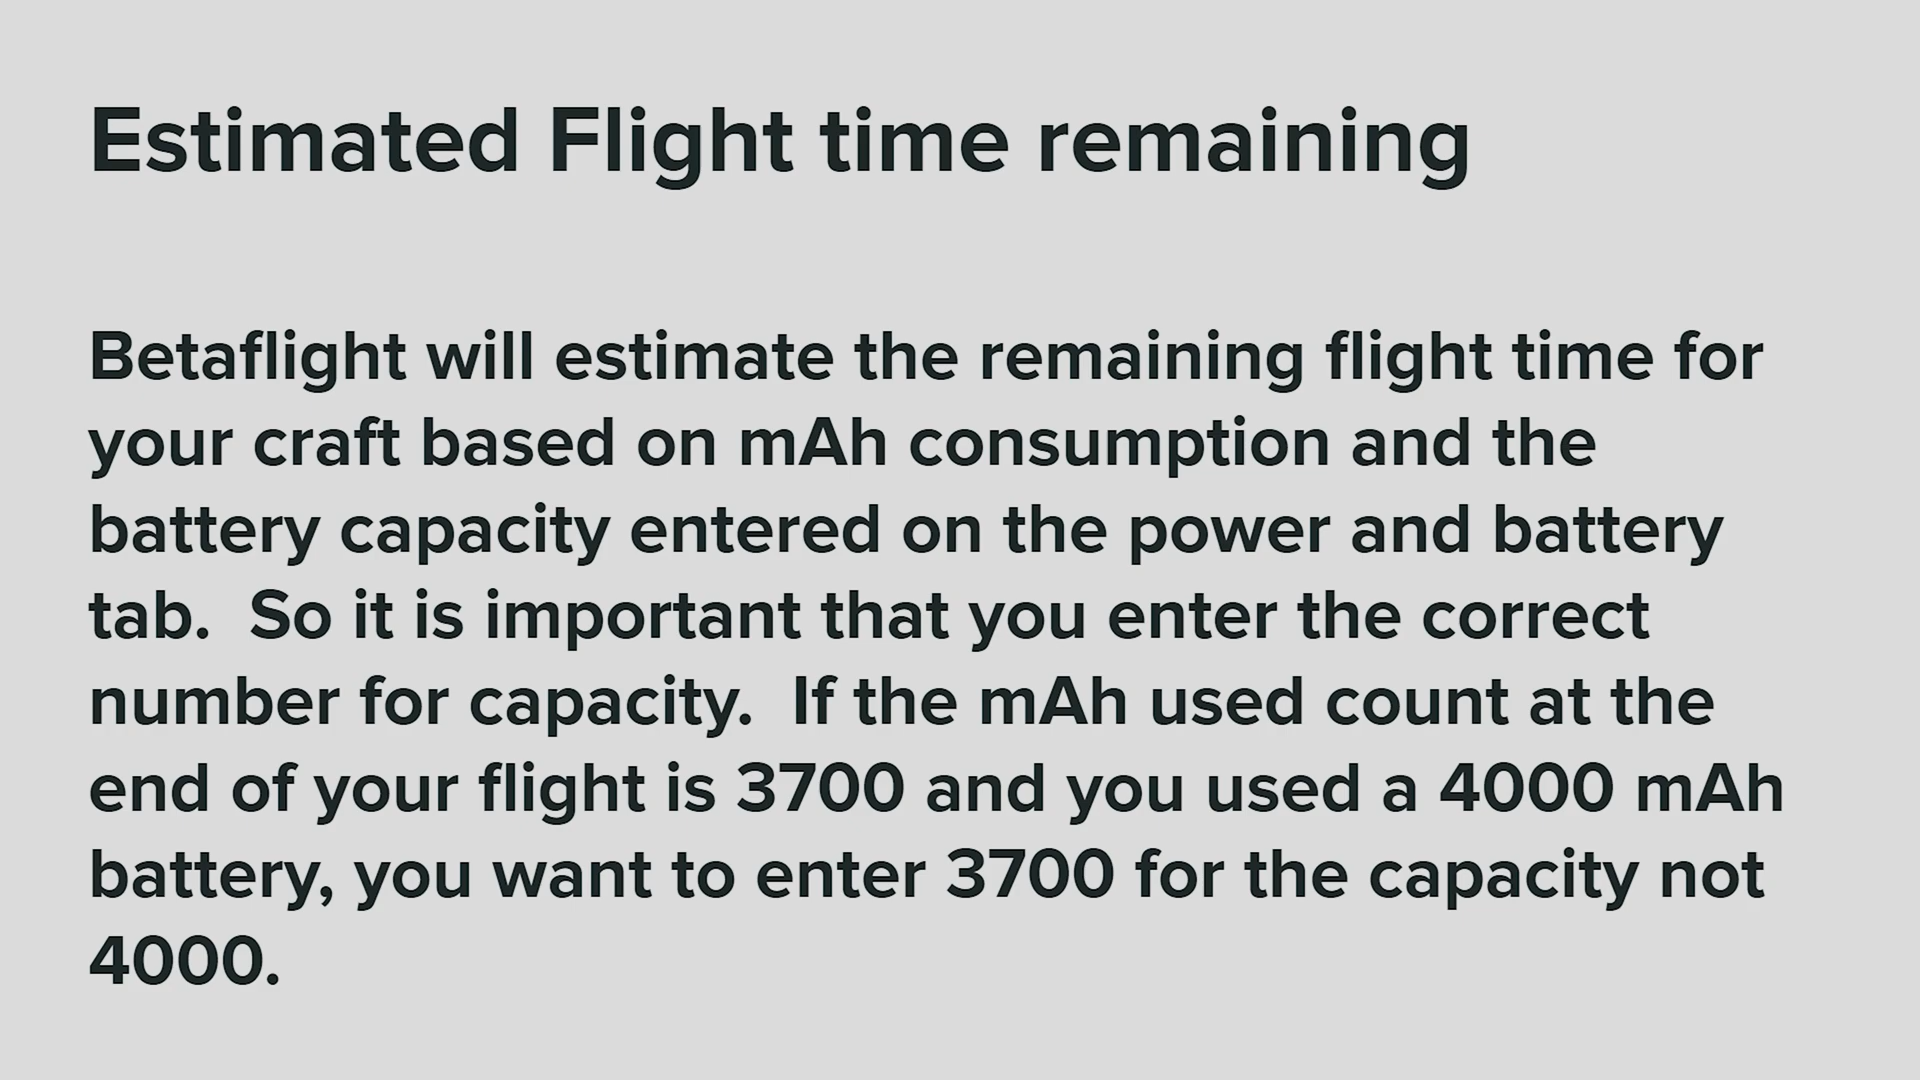 Estimated Flight time remaining
Betaflight will estimate the remaining flight time for
your craft based on mAh consumption and the
battery capacity entered on the power and battery
tab.  So it is important that you enter the correct
number for capacity.  If the mAh used count at the
end of your flight is 3700 and you used a 4000 mAh
battery, you want to enter 3700 for the capacity not
4000.